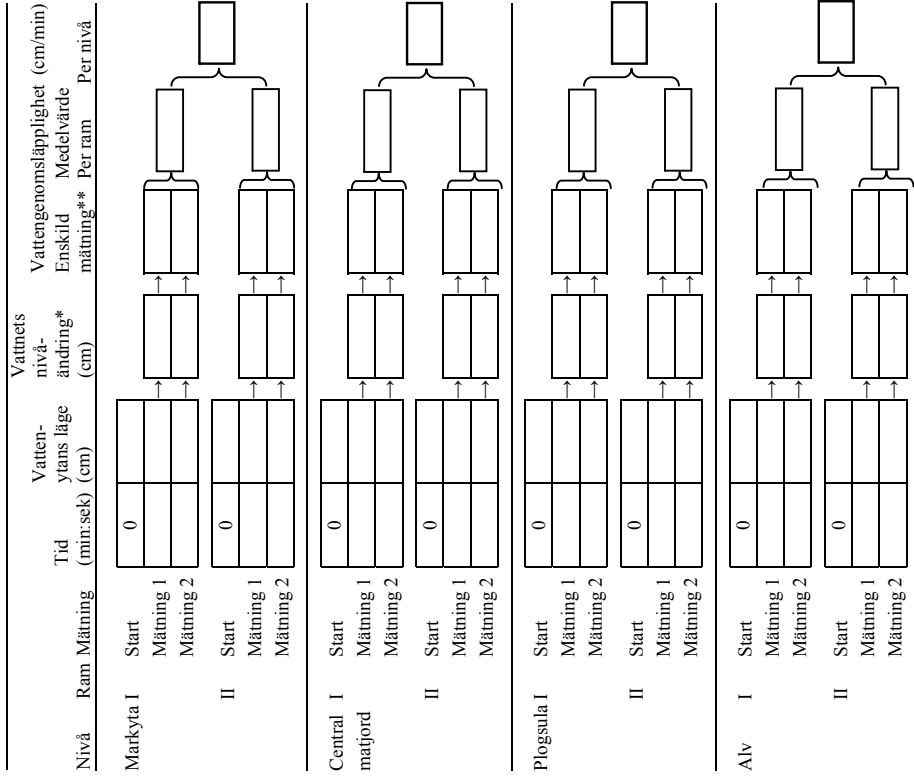 Nivå Ram Mätning Tid (min:sek) Vatten-ytans läge (cm) Vattnets nivå-ändring* (cm) Vattengenomsläpplighet (cm/min) Enskild mätning** Medelvärde Per ram Per nivå
Markyta I Start 0
Mätning 1 → →
Mätning 2 → →
II Start 0
Mätning 1 → →
Mätning 2 → →
Central matjord I Start 0
Mätning 1 → →
Mätning 2 → →
II Start 0
Mätning 1 → →
Mätning 2 → →
Plogsula I Start 0
Mätning 1 → →
Mätning 2 → →
II Start 0
Mätning 1 → →
Mätning 2 → →
Alv I Start 0
Mätning 1 → →
Mätning 2 → →
II Start 0
Mätning 1 → →
Mätning 2 → →